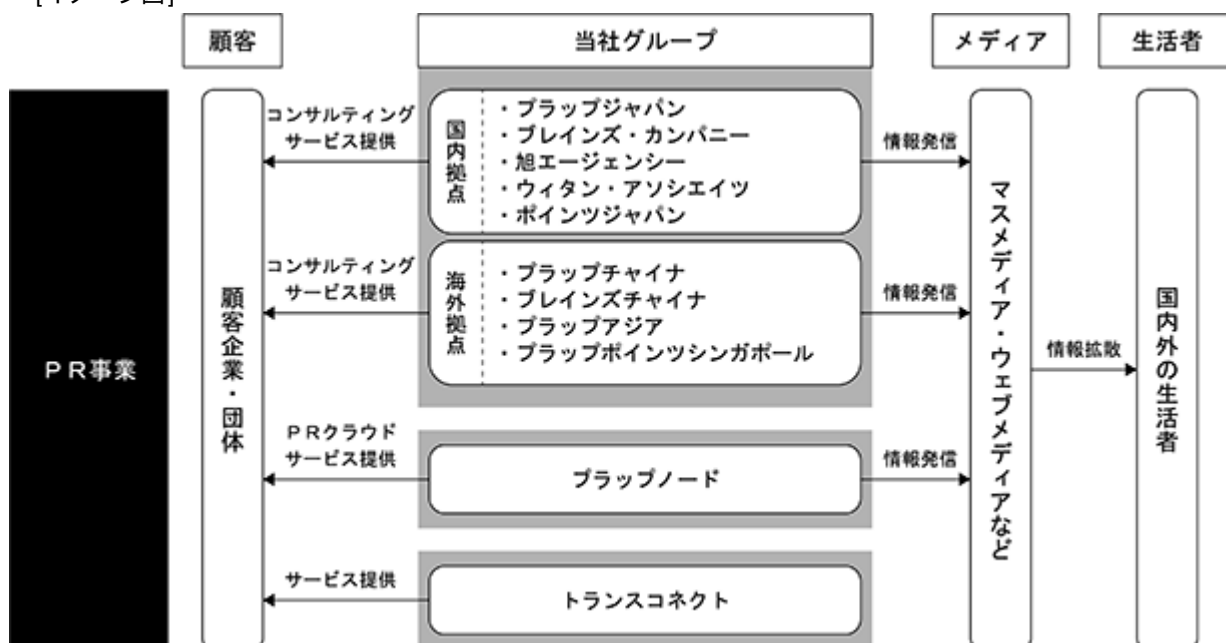 顧客
当社グループ
メディア
生活者
PR事業
顧客企業・団体
コンサルティング
サービス提供
国内拠点
・プラップジャパン
・ブレインズ・カンパニー
・旭エージェンシー
・ウィタン・アソシエイツ
・ポインツジャパン
情報発信
コンサルティング
サービス提供
海外拠点
・プラップチャイナ
・ブレインズチャイナ
・プラップアジア
・プラップポインツシンガポール
情報発信
PRクラウド
サービス提供
プラップノード
情報発信
サービス提供
トランスコネクト
マスメディア・ウェブメディアなど
情報拡散
国内外の生活者